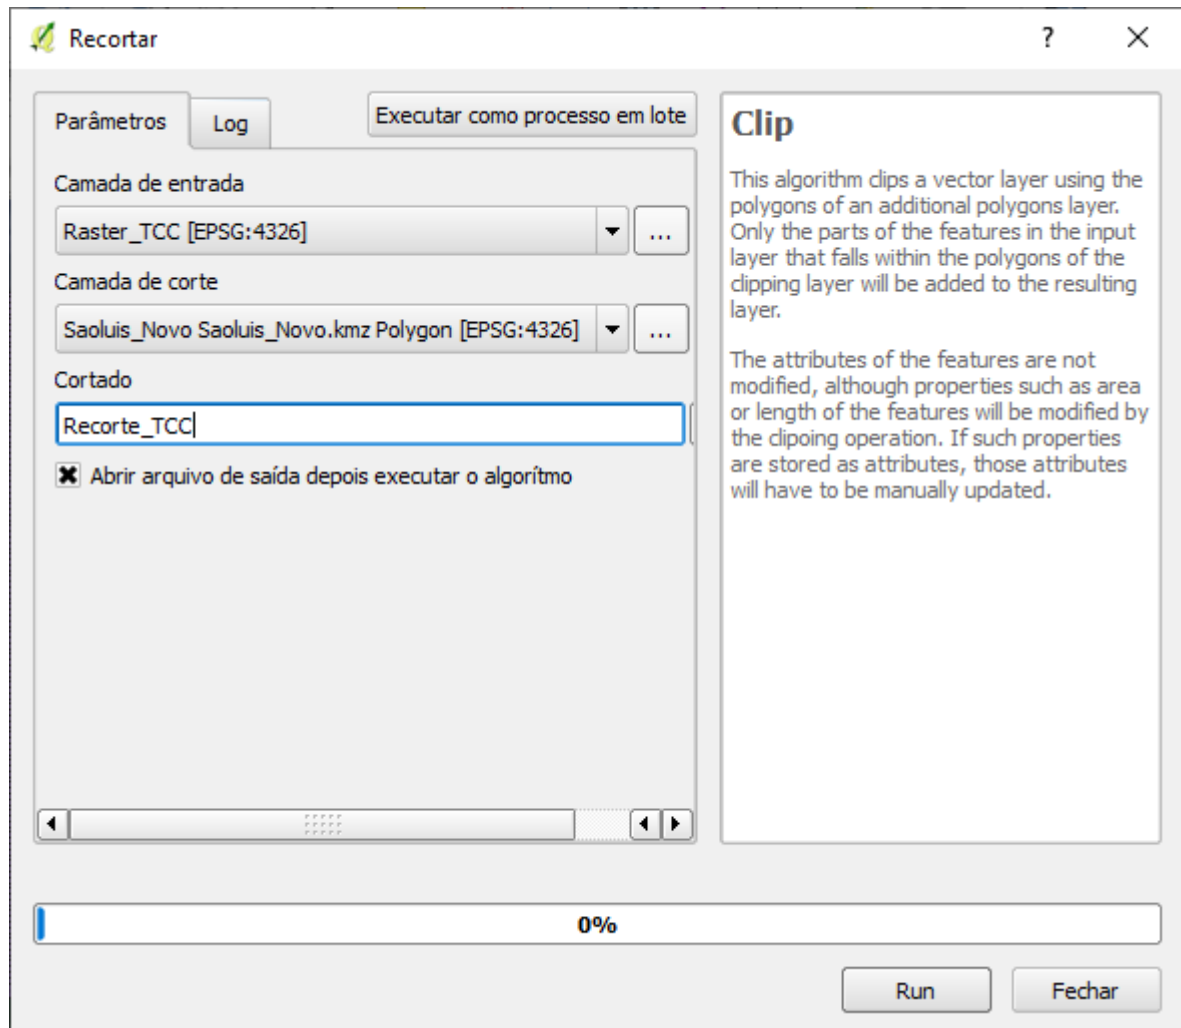 Recortar
?
Parâmetros
Log
Executar como processo em lote
Camada de entrada
Raster_TCC [EPSG:4326]
...
Camada de corte
Saoluis_Novo Saoluis_Novo.kmz Polygon [EPSG:4326]
...
Cortado
Recorte_TCC
Abrir arquivo de saída depois executar o algorítmo
Clip
This algorithm clips a vector layer using the
polygons of an additional polygons layer.
Only the parts of the features in the input
layer that falls within the polygons of the
clipping layer will be added to the resulting
layer.
The attributes of the features are not
modified, although properties such as area
or length of the features will be modified by
the clipoing operation. If such properties
are stored as attributes, those attributes
will have to be manually updated.
0%
Run
Fechar